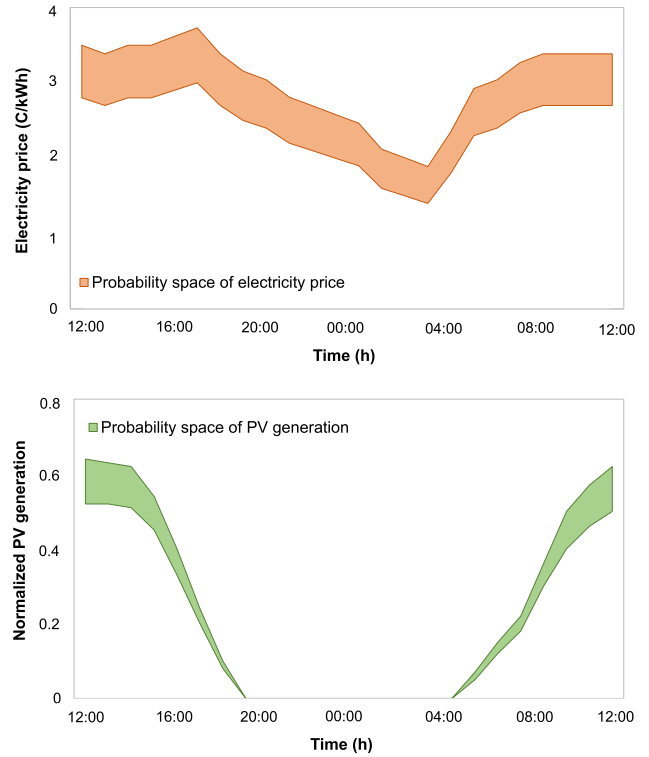 4
3
2
1
0
Electricity price (C/kWh)
Probability space of electricity price
12:00 16:00 20:00 00:00 04:00 08:00 12:00
Time (h)
0.8
0.6
0.4
0.2
0
Normalized PV generation
Probability space of PV generation
12:00 16:00 20:00 00:00 04:00 08:00 12:00
Time (h)